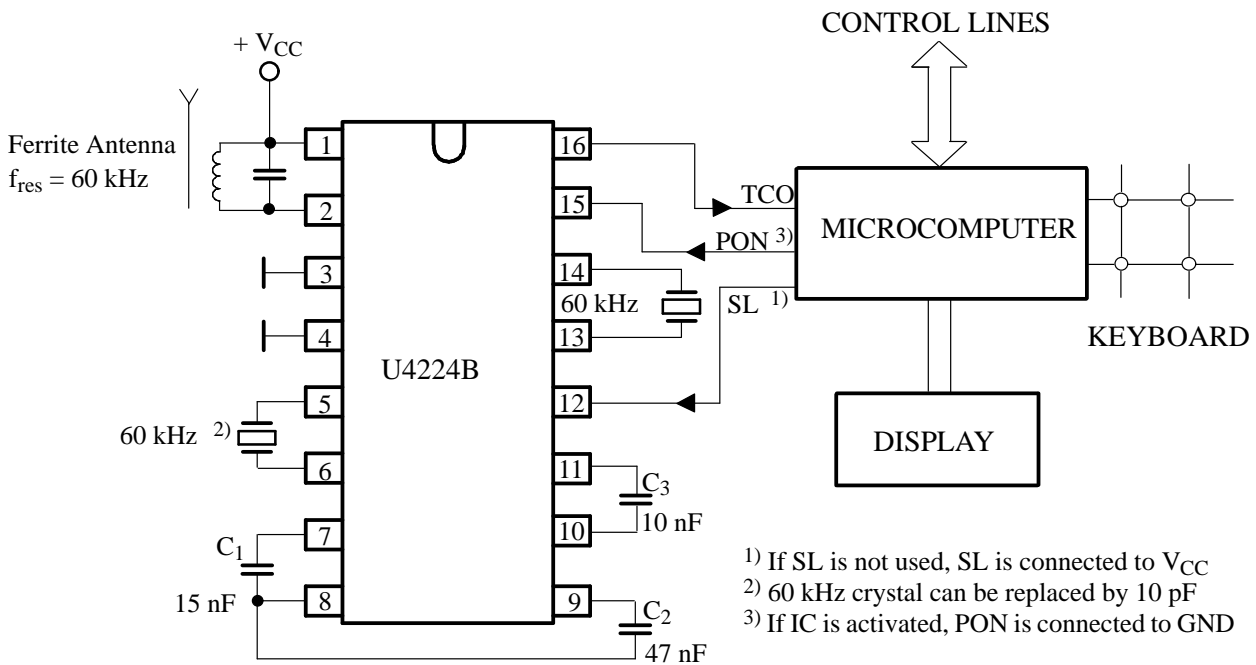 CONTROL LINES
+ VCC
Ferrite Antenna
fres = 60 kHz
1
2
3
4
5
6
7
8
16
15
14
13
12
11
10
9
U4224B
TCO
PON 3)
SL 1)
60 kHz
MICROCOMPUTER
KEYBOARD
DISPLAY
60 kHz 2)
C1
15 nF
C3
10 nF
C2
47 nF
1) If SL is not used, SL is connected to VCC
2) 60 kHz crystal can be replaced by 10 pF
3) If IC is activated, PON is connected to GND